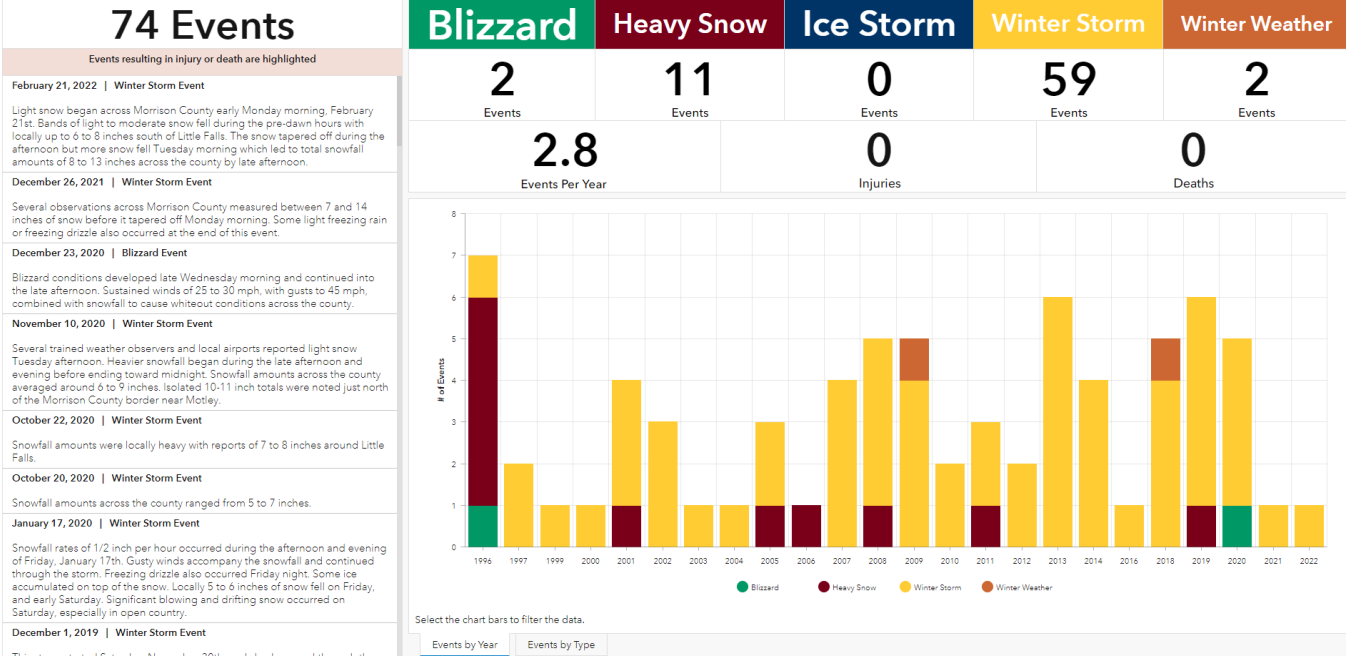 74 Events
Events resulting in injury or death are highlighted
February 21, 2022 | Winter Storm Event
Light snow began across Morrison County early Monday morning, February
21st. Bands of light to moderate snow fell during the pre-dawn hours with
locally up to 6 to 8 inches south of Little Falls. The snow tapered off during the
afternoon but more snow fell Tuesday morning which led to total snowfall
amounts of 8 to 13 inches across the county by late afternoon.
December 26, 2021 | Winter Storm Event
Several observations across Morrison County measured between 7 and 14
inches of snow before it tapered off Monday morning. Some light freezing rain
or freezing drizzle also occurred at the end of this event.
December 23, 2020 | Blizzard Event
Blizzard conditions developed late Wednesday morning and continued into
the late afternoon. Sustained winds of 25 to 30 mph, with gusts to 45 mph,
combined with snowfall to cause whiteout conditions across the county.
November 10, 2020 | Winter Storm Event
Several trained weather observers and local airports reported light snow
Tuesday afternoon. Heavier snowfall began during the late afternoon and
evening before ending toward midnight. Snowfall amounts across the county
averaged around 6 to 9 inches. Isolated 10-11 inch totals were noted just north
of the Morrison County border near Motley.
October 22, 2020 | Winter Storm Event
Snowfall amounts were locally heavy with reports of 7 to 8 inches around Little
Falls.
October 20, 2020 | Winter Storm Event
Snowfall amounts across the county ranged from 5 to 7 inches.
January 17, 2020 | Winter Storm Event
Snowfall rates of 1/2 inch per hour occurred during the afternoon and evening
of Friday, January 17th. Gusty winds accompany the snowfall and continued
through the storm. Freezing drizzle also occurred Friday night. Some ice
accumulated on top of the snow. Locally 5 to 6 inches of snow fell on Friday,
and early Saturday. Significant blowing and drifting snow occurred on
Saturday, especially in open country.
December 1, 2019 | Winter Storm Event
Blizzard Heavy Snow Ice Storm Winter Storm Winter Weather
2 11 0 59 2
Events Events Events Events Events
2.8 0 0
Events Per Year Injuries Deaths
# of Events
8
7
6
5
4
3
2
1
0
1996 1997 1999 2000 2001 2002 2003 2004 2005 2006 2007 2008 2009 2010 2011 2012 2013 2014 2016 2018 2019 2020 2021 2022
Blizzard Heavy Snow Winter Storm Winter Weather
Select the chart bars to filter the data.
Events by Year Events by Type